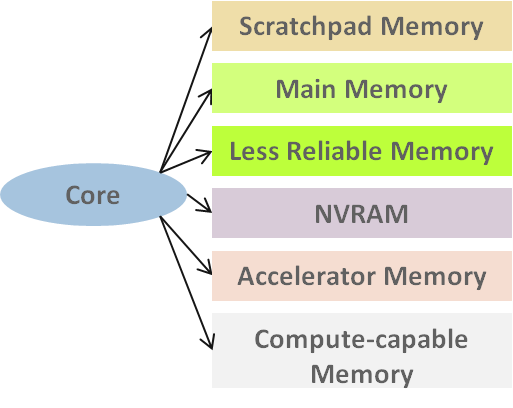 Scratchpad Memory
Main Memory
Less Reliable Memory
Core
NVRAM
Accelerator Memory
Compute-capable
Memory